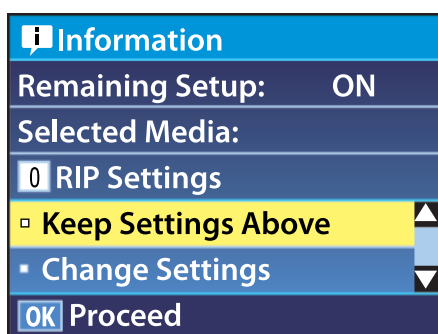 Information
Remaining Setup: ON
Selected Media:
0 RIP Settings
Keep Settings Above
Change Settings
OK Proceed